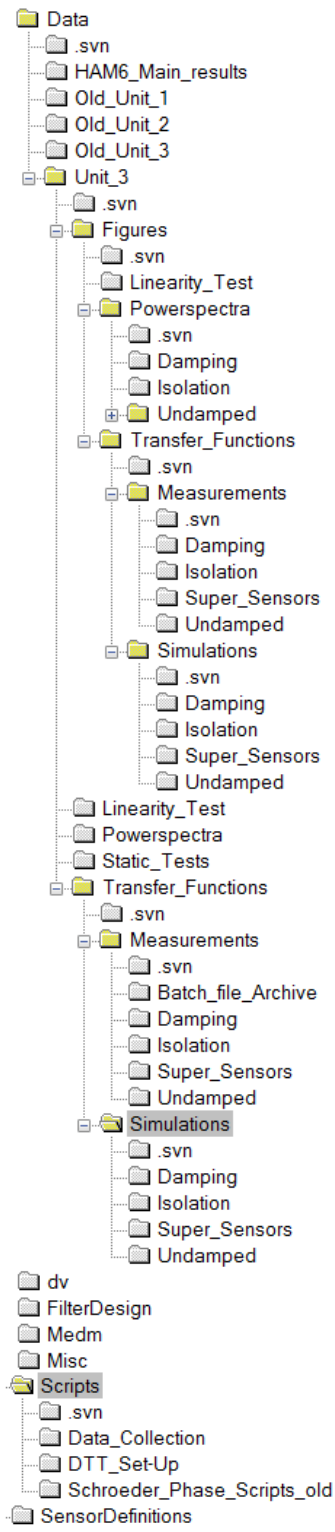 Data
.svn
HAM6_Main_results
Old_Unit_1
Old_Unit_2
Old_Unit_3
Unit_3
.svn
Figures
.svn
Linearity_Test
Powerspectra
.svn
Damping
Isolation
Undamped
Transfer_Functions
.svn
Measurements
.svn
Damping
Isolation
Super_Sensors
Undamped
Simulations
.svn
Damping
Isolation
Super_Sensors
Undamped
Linearity_Test
Powerspectra
Static_Tests
Transfer_Functions
.svn
Measurements
.svn
Batch_file_Archive
Damping
Isolation
Super_Sensors
Undamped
Simulations
.svn
Damping
Isolation
Super_Sensors
Undamped
dv
FilterDesign
Medm
Misc
Scripts
.svn
Data_Collection
DTT_Set-Up
Schroeder_Phase_Scripts_old
SensorDefinitions